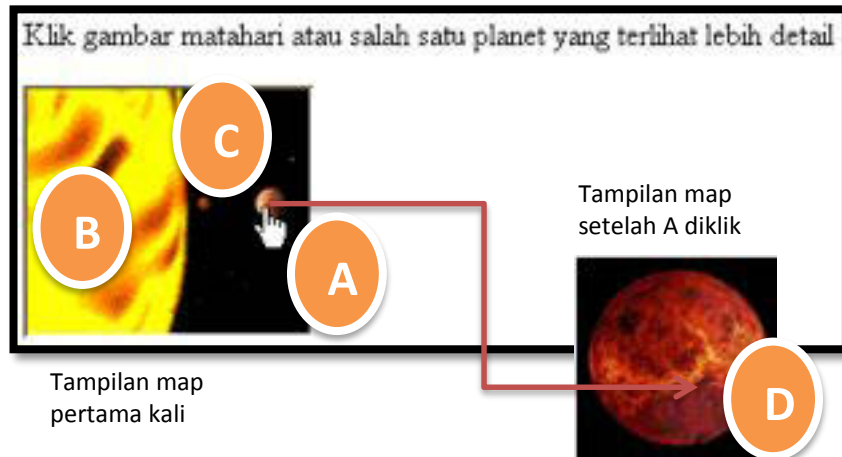 Klik gambar matahari atau salah satu planet yang terlihat lebih detail
C
B
A
Tampilan map
setelah A diklik
D
Tampilan map
pertama kali